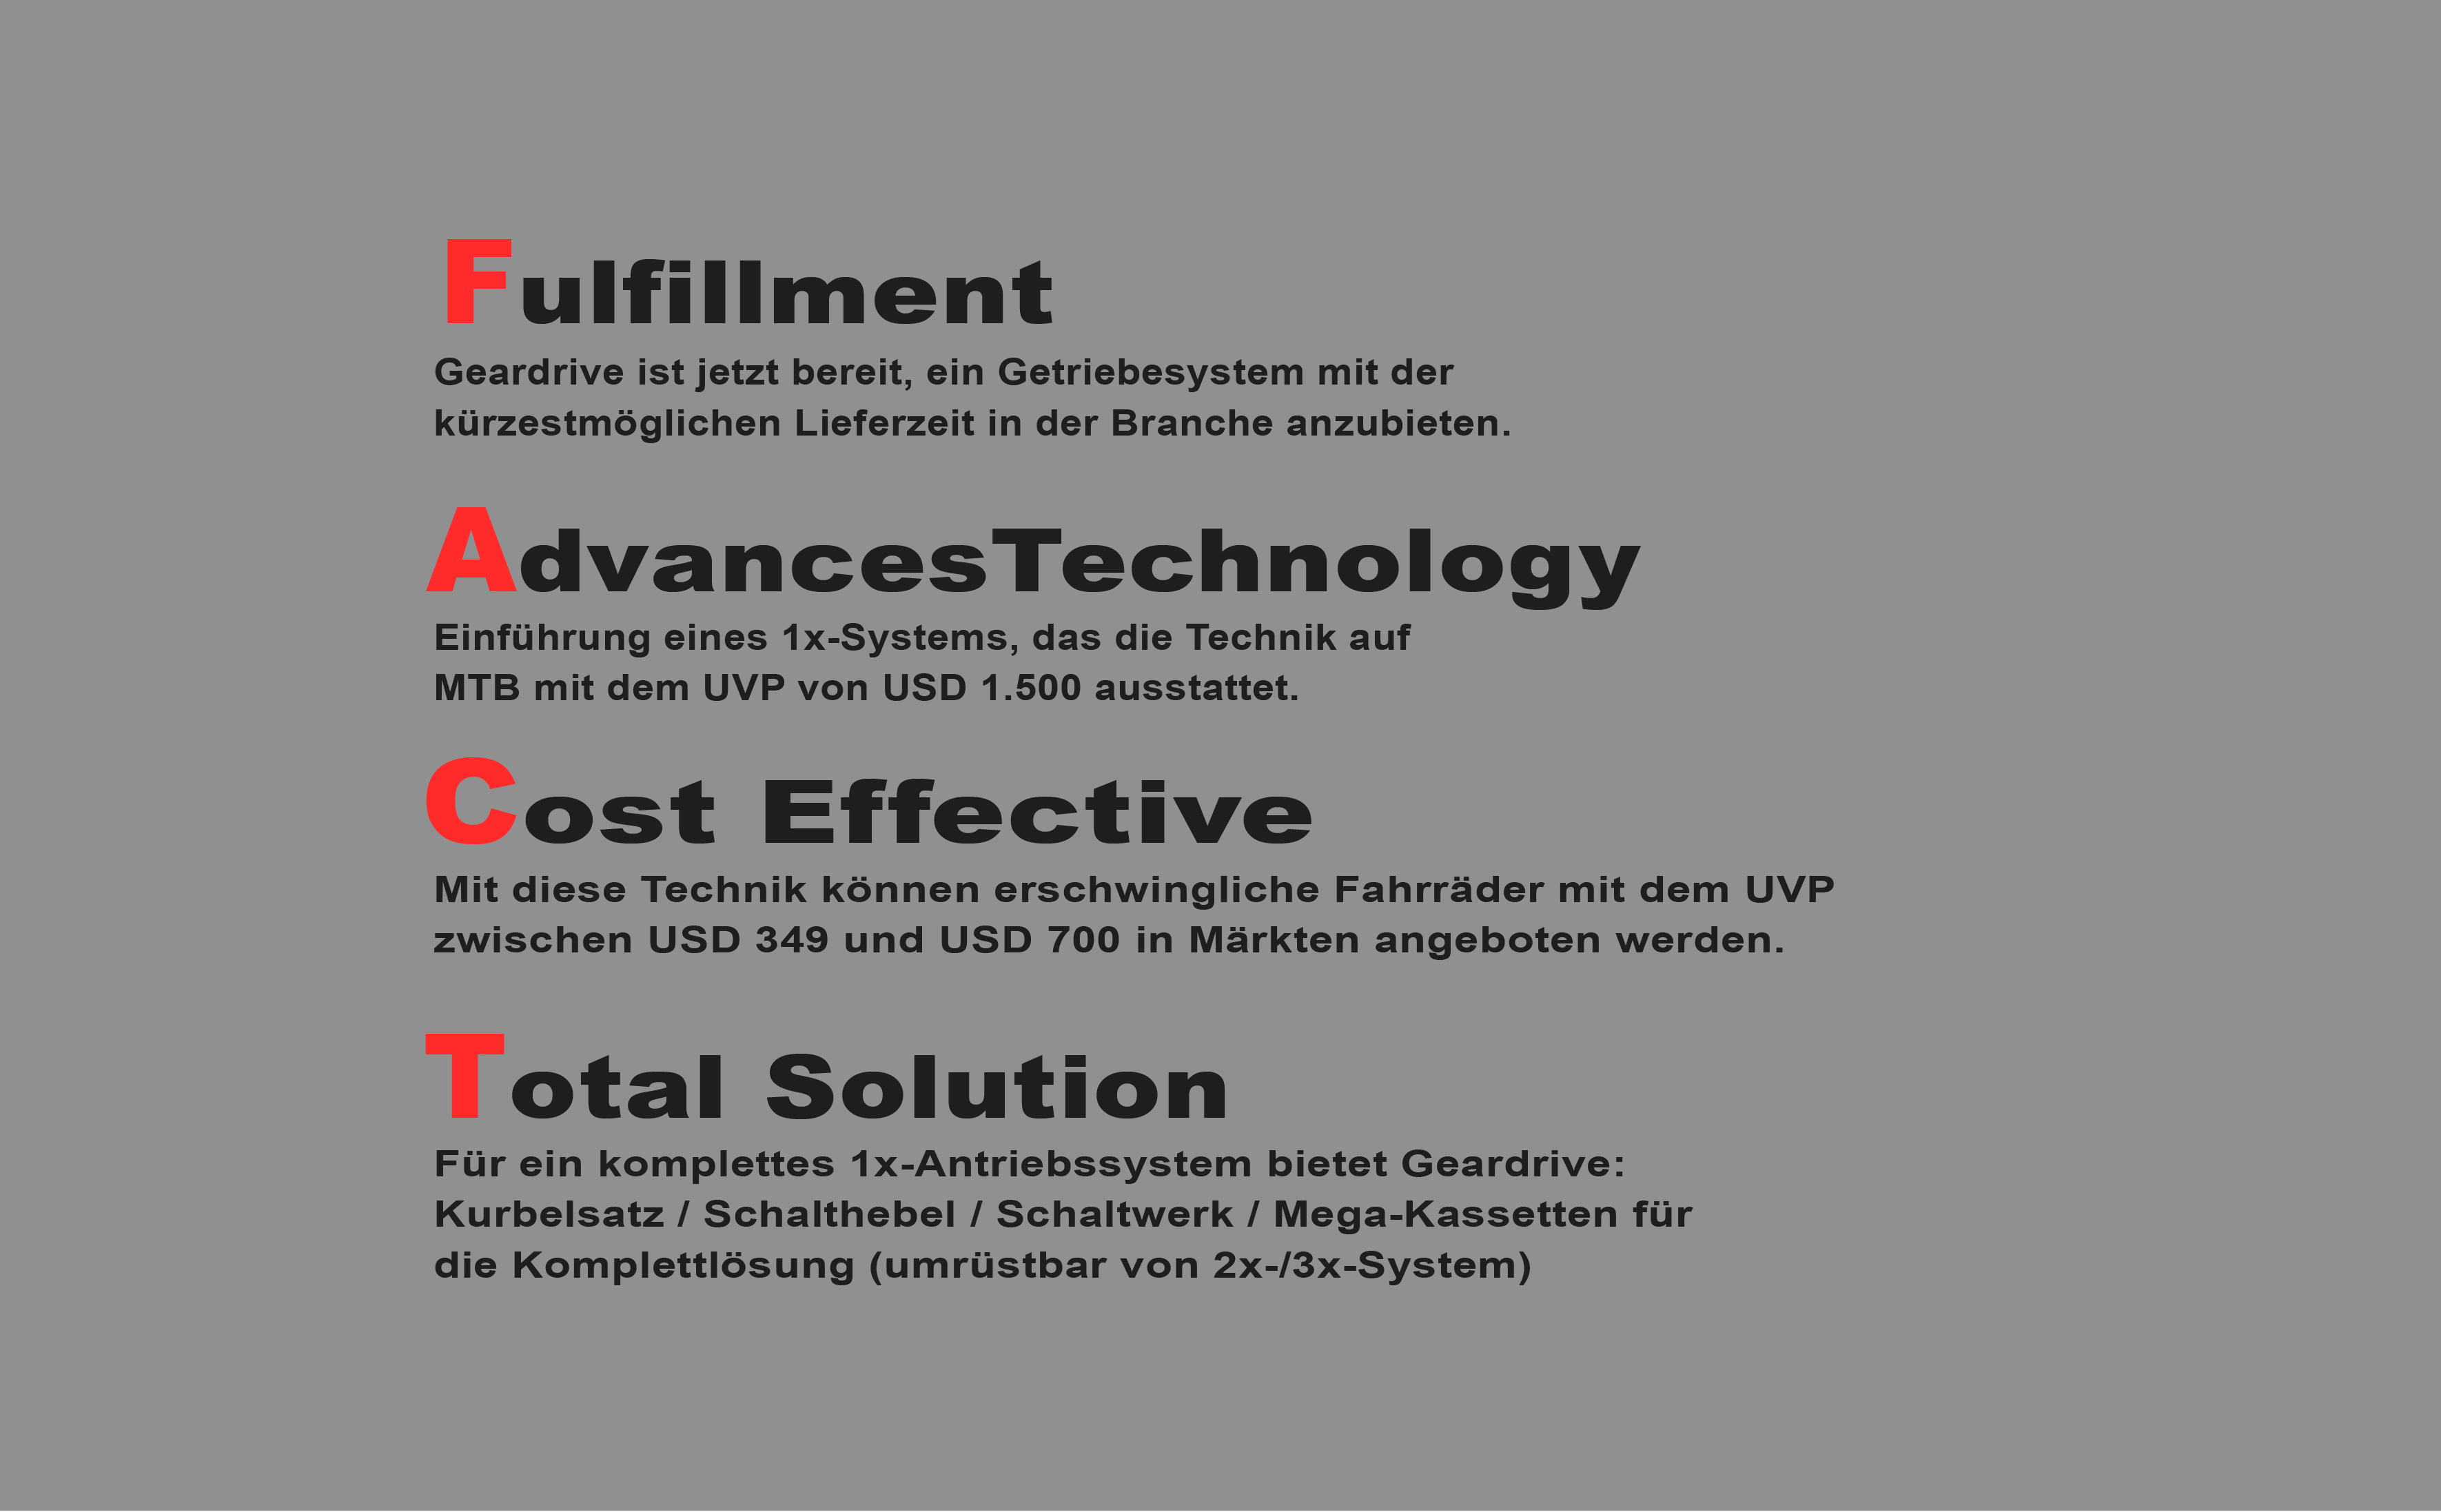 Fulfillment
Geardrive ist jetzt bereit, ein Getriebesystem mit der
kürzestmöglichen Lieferzeit in der Branche anzubieten.
AdvancesTechnology
Einführung eines 1x-Systems, das die Technik auf
MTB mit dem UVP von USD 1.500 ausstattet.
Cost Effective
Mit diese Technik können erschwingliche Fahrräder mit dem UVP
zwischen USD 349 und USD 700 in Märkten angeboten werden.
Total Solution
Für ein komplettes 1x-Antriebssystem bietet Geardrive:
Kurbelsatz / Schalthebel / Schaltwerk / Mega-Kassetten für
die Komplettlösung (umrüstbar von 2x-/3x-System)